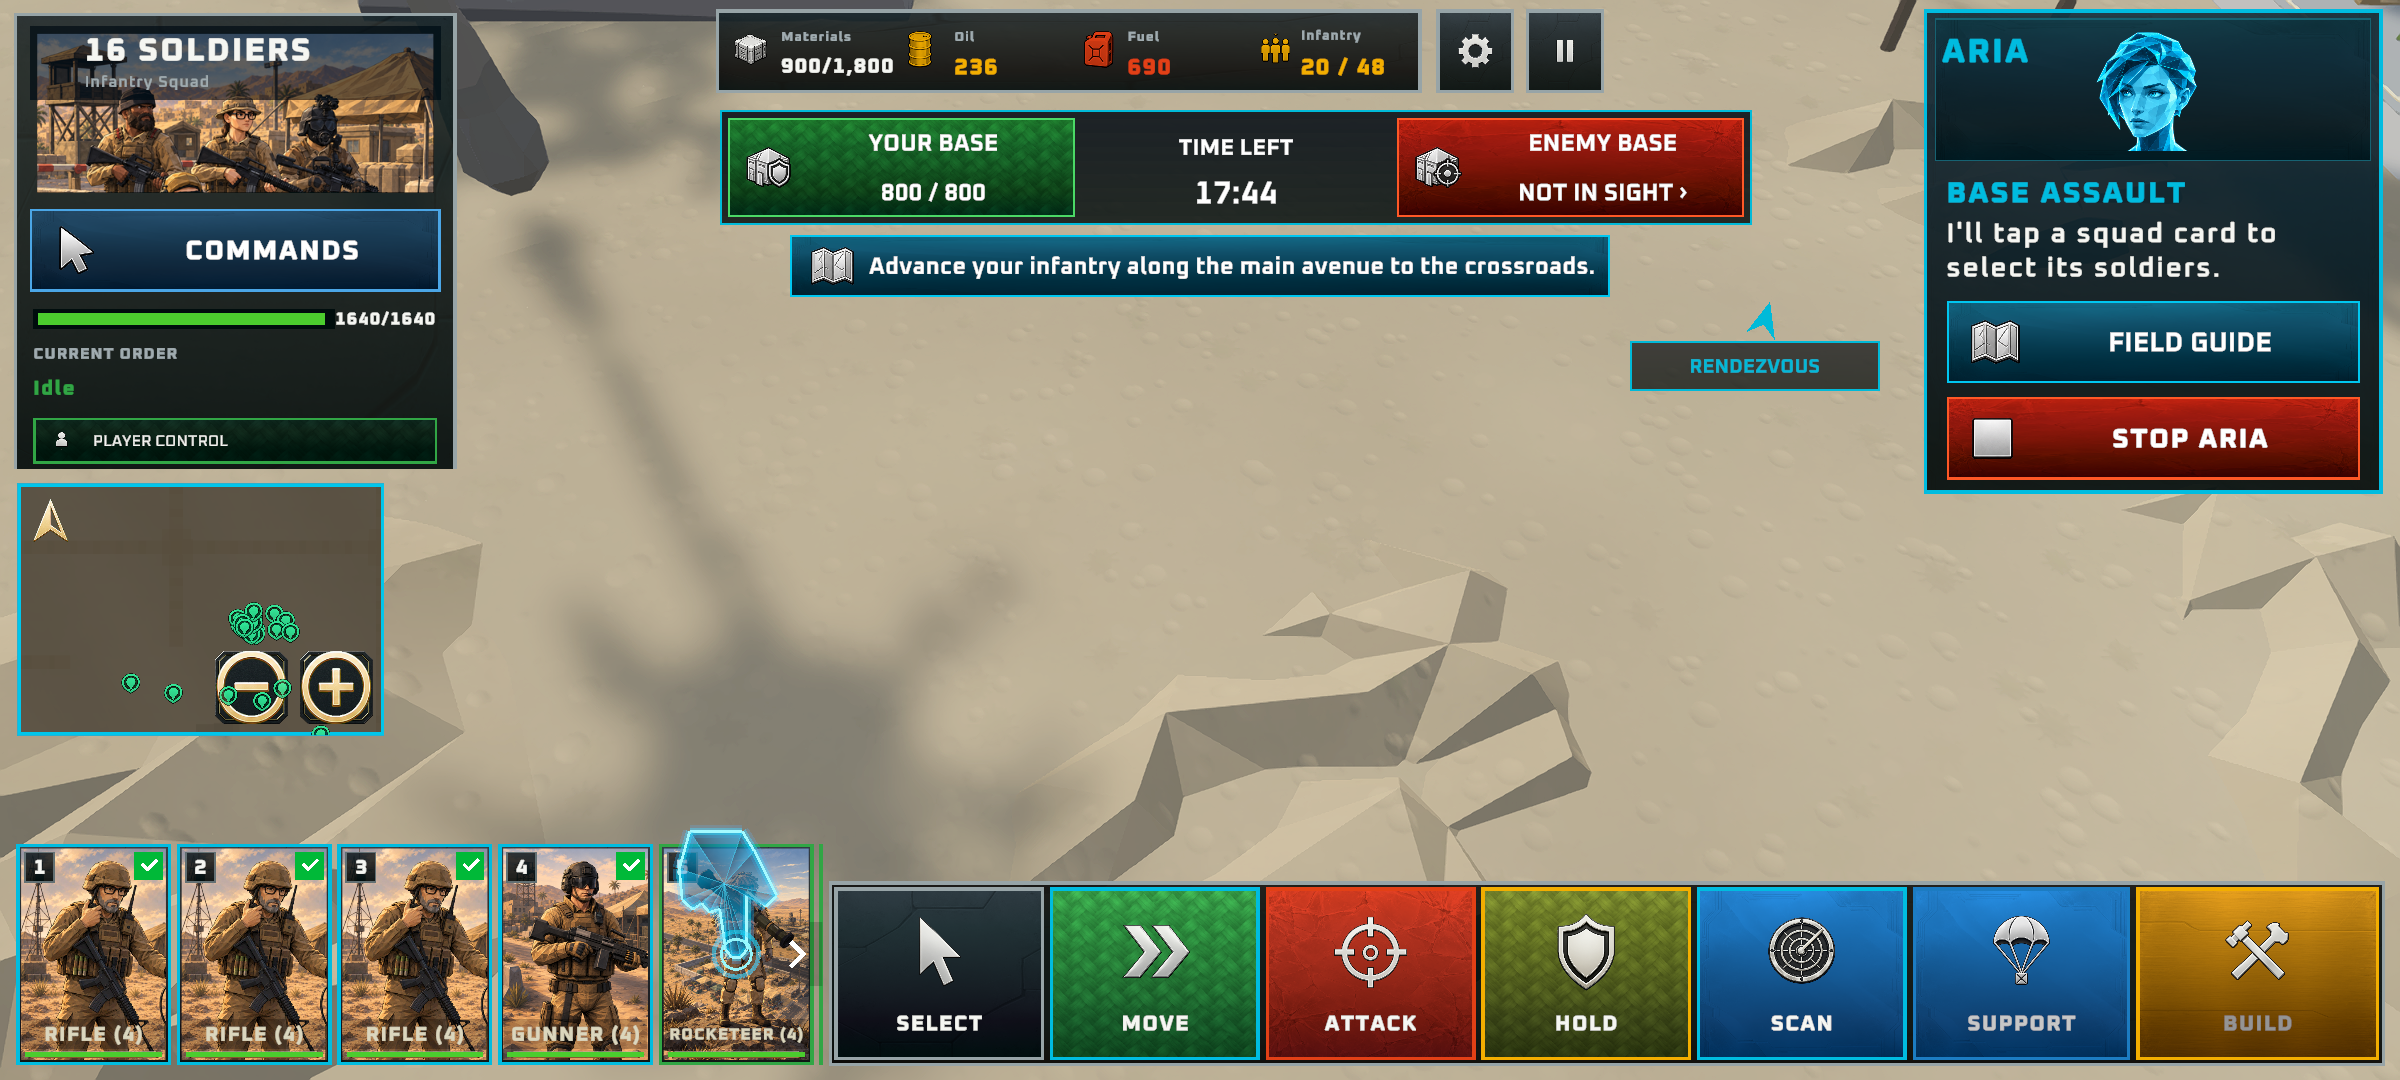 16 SOLDIERS
Infantry Squad
COMMANDS
1640/1640
CURRENT ORDER
Idle
PLAYER CONTROL
Materials
900/1,800
Oil
236
Fuel
690
Infantry
20 / 48
YOUR BASE
800 / 800
TIME LEFT
17:44
ENEMY BASE
NOT IN SIGHT ›
Advance your infantry along the main avenue to the crossroads.
RENDEZVOUS
ARIA
BASE ASSAULT
I'll tap a squad card to
select its soldiers.
FIELD GUIDE
STOP ARIA
1
RIFLE (4)
2
RIFLE (4)
3
RIFLE (4)
4
GUNNER (4)
ROCKETEER (4)
SELECT
MOVE
ATTACK
HOLD
SCAN
SUPPORT
BUILD